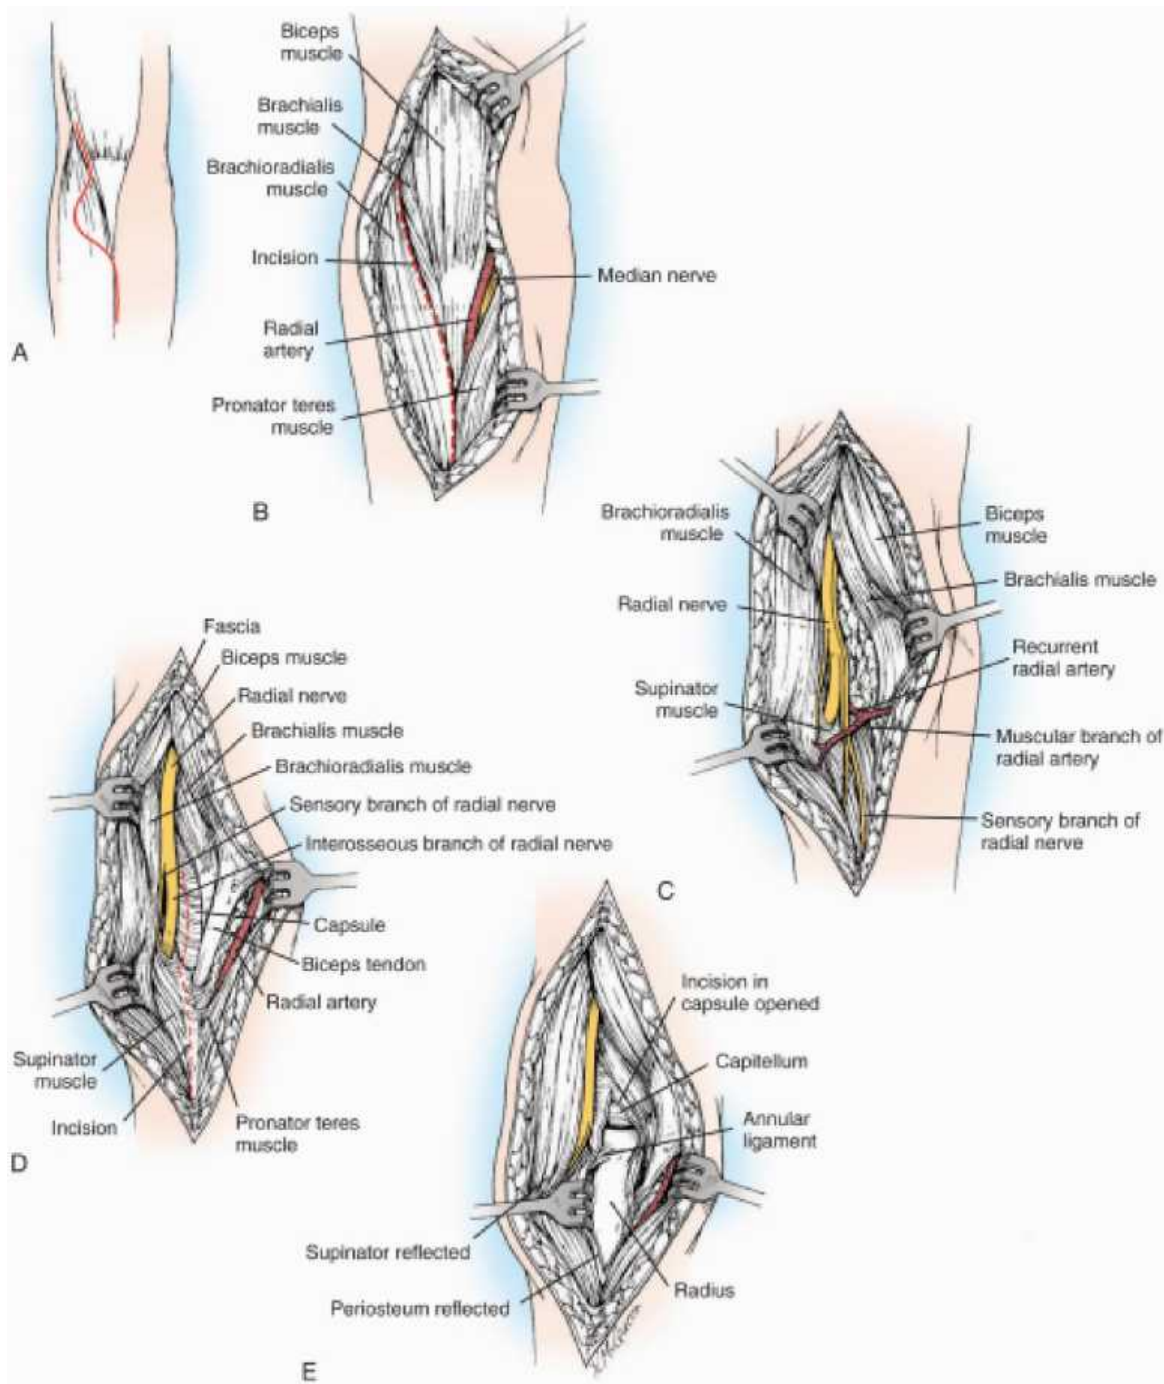 Biceps
muscle
Brachialis
muscle
Brachioradialis
muscle
Incision
Median nerve
Radial
artery
Pronator teres
muscle
A
B
Brachioradialis
muscle
Biceps
muscle
Brachialis muscle
Radial nerve
Recurrent
radial artery
Supinator
muscle
Muscular branch of
radial artery
Sensory branch of
radial nerve
C
Fascia
Biceps muscle
Radial nerve
Brachialis muscle
Brachioradialis muscle
Sensory branch of radial nerve
Interosseous branch of radial nerve
Capsule
Biceps tendon
Radial artery
Supinator
muscle
Incision
Pronator teres
muscle
D
Incision in
capsule opened
Capitellum
Annular
ligament
Supinator reflected
Radius
Periosteum reflected
E